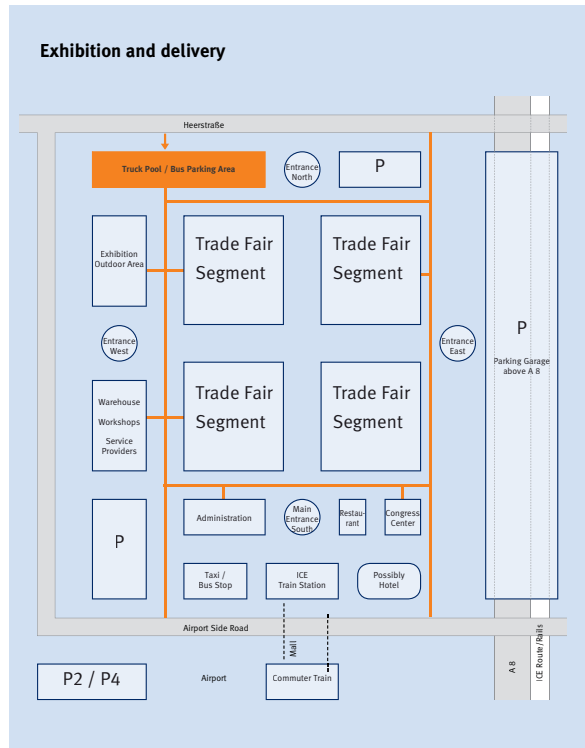 Exhibition and delivery
Heerstraße
Truck Pool / Bus Parking Area
Entrance
North
P
Exhibition
Outdoor Area
Trade Fair
Segment
Trade Fair
Segment
Entrance
West
Entrance
East
P
Parking Garage
above A 8
Warehouse
Workshops
Service
Providers
Trade Fair
Segment
Trade Fair
Segment
P
Administration
Main
Entrance
South
Restau-
rant
Congress
Center
Taxi /
Bus Stop
ICE
Train Station
Possibly
Hotel
Airport Side Road
Mail
A 8
ICE Route/Rails
P2 / P4
Airport
Commuter Train